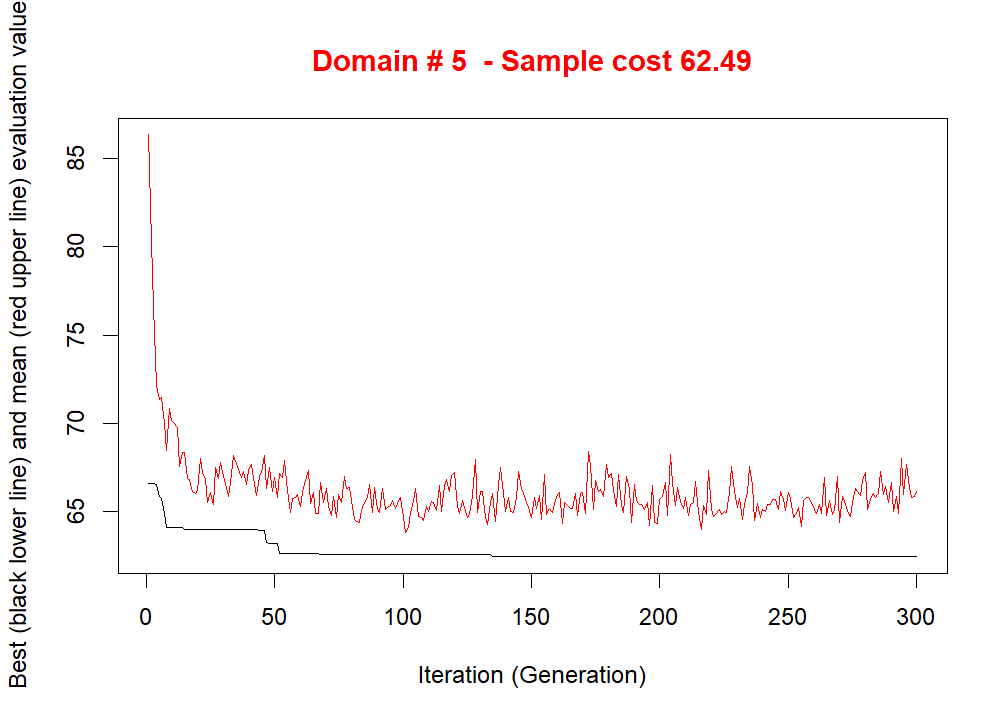 Domain # 5  - Sample cost 62.49
Best (black lower line) and mean (red upper line) evaluation value
85
80
75
70
65
0 50 100 150 200 250 300
Iteration (Generation)